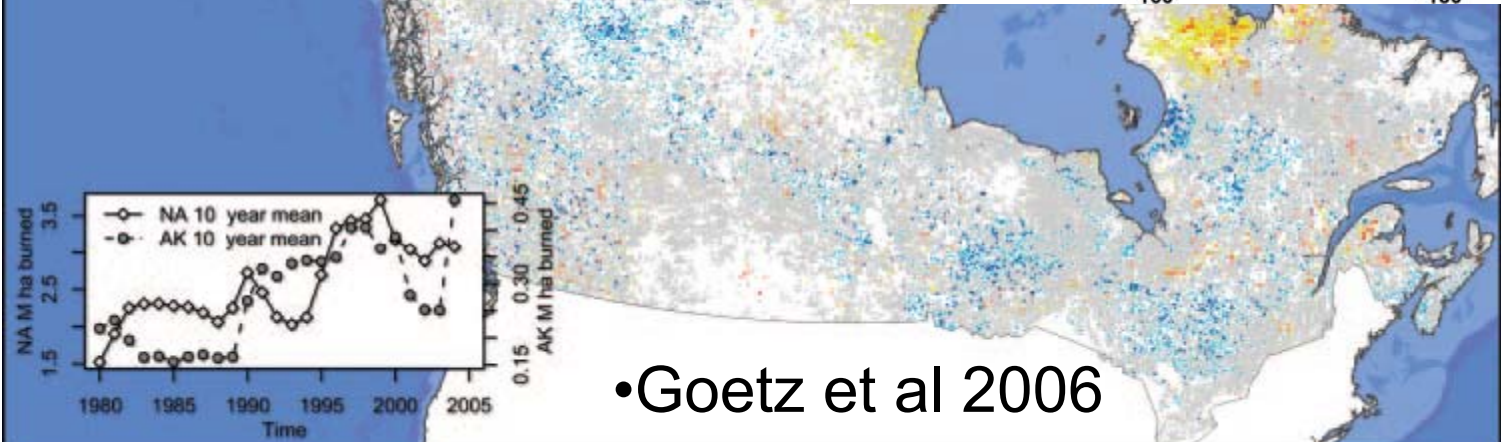 NA 10 year mean
AK 10 year mean
NA M ha burned
1.5 2.5 3.5
0.15 0.30 0.45
AK M ha burned
1980 1985 1990 1995 2000 2005
Time
•Goetz et al 2006